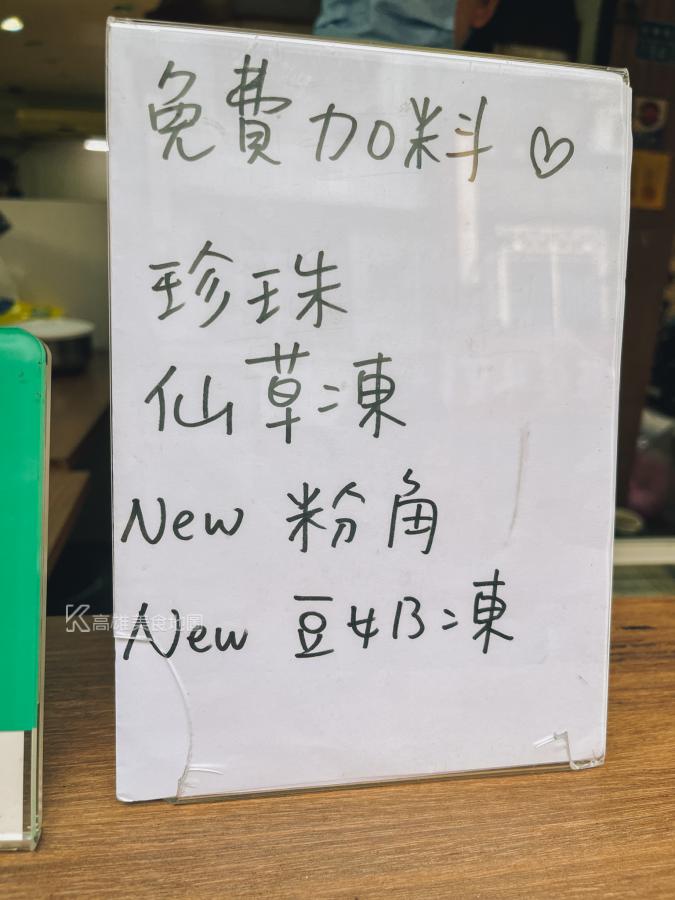 免費加料 ♡
珍珠
仙草凍
New 粉角
New 豆奶凍
高雄美食地圖